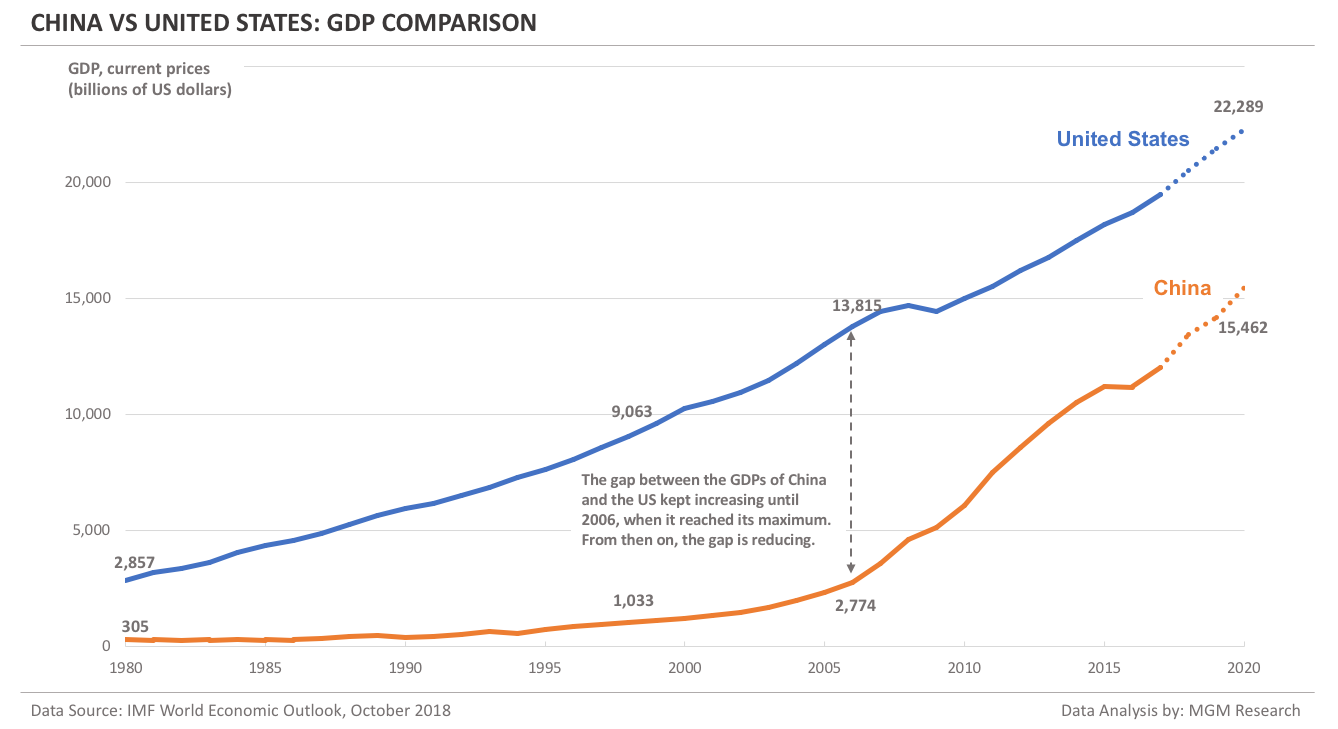 CHINA VS UNITED STATES: GDP COMPARISON
GDP, current prices
(billions of US dollars)
22,289
United States
20,000
China
15,000
13,815
15,462
9,063
10,000
The gap between the GDPs of China
and the US kept increasing until
2006, when it reached its maximum.
From then on, the gap is reducing.
5,000
2,857
1,033
2,774
305
0
1980
1985
1990
1995
2000
2005
2010
2015
2020
Data Source: IMF World Economic Outlook, October 2018
Data Analysis by: MGM Research